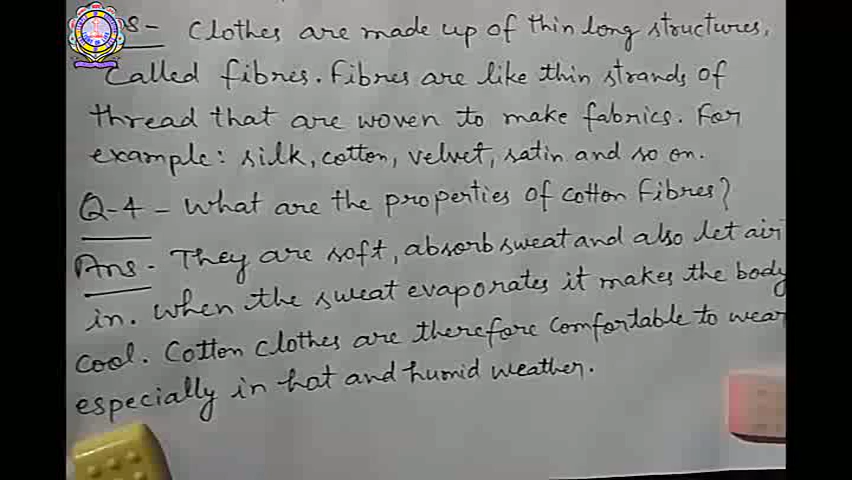 Clothes are made up of thin long structures,
called fibres. Fibres are like thin strands of
thread that are woven to make fabrics. For
example: silk, cotton, velvet, satin and so on.
Q-4 - What are the properties of cotton fibres?
Ans - They are soft, absorb sweat and also let air
in. When the sweat evaporates it makes the body
cool. Cotton clothes are therefore comfortable to wear
especially in hot and humid weather.